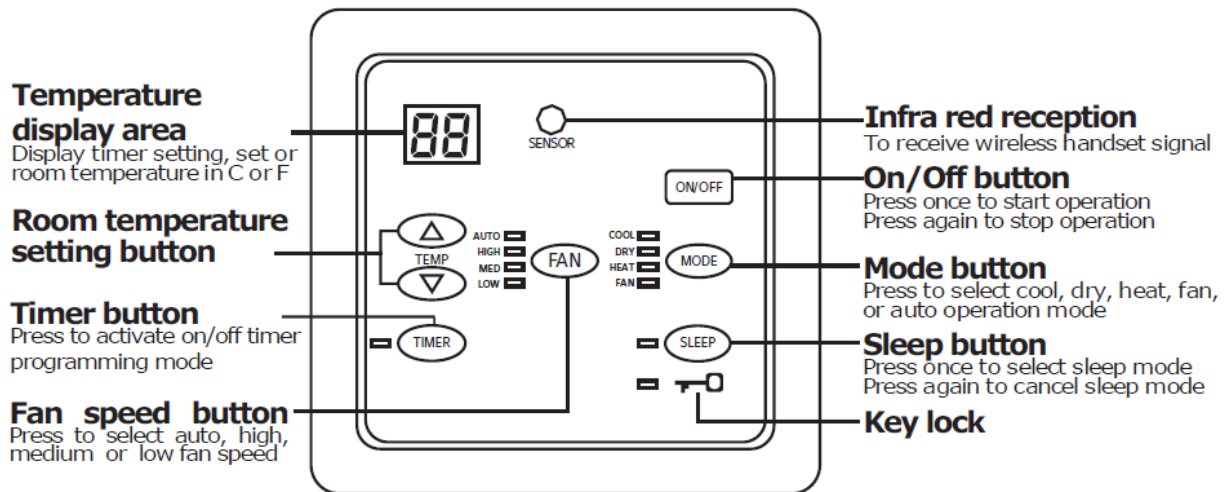 Temperature
display area
Display timer setting, set or
room temperature in C or F
Room temperature
setting button
Timer button
Press to activate on/off timer
programming mode
Fan speed button
Press to select auto, high,
medium or low fan speed
88
SENSOR
ON/OFF
TEMP
AUTO
HIGH
MED
LOW
FAN
COOL
DRY
HEAT
FAN
MODE
TIMER
SLEEP
Infra red reception
To receive wireless handset signal
On/Off button
Press once to start operation
Press again to stop operation
Mode button
Press to select cool, dry, heat, fan,
or auto operation mode
Sleep button
Press once to select sleep mode
Press again to cancel sleep mode
Key lock